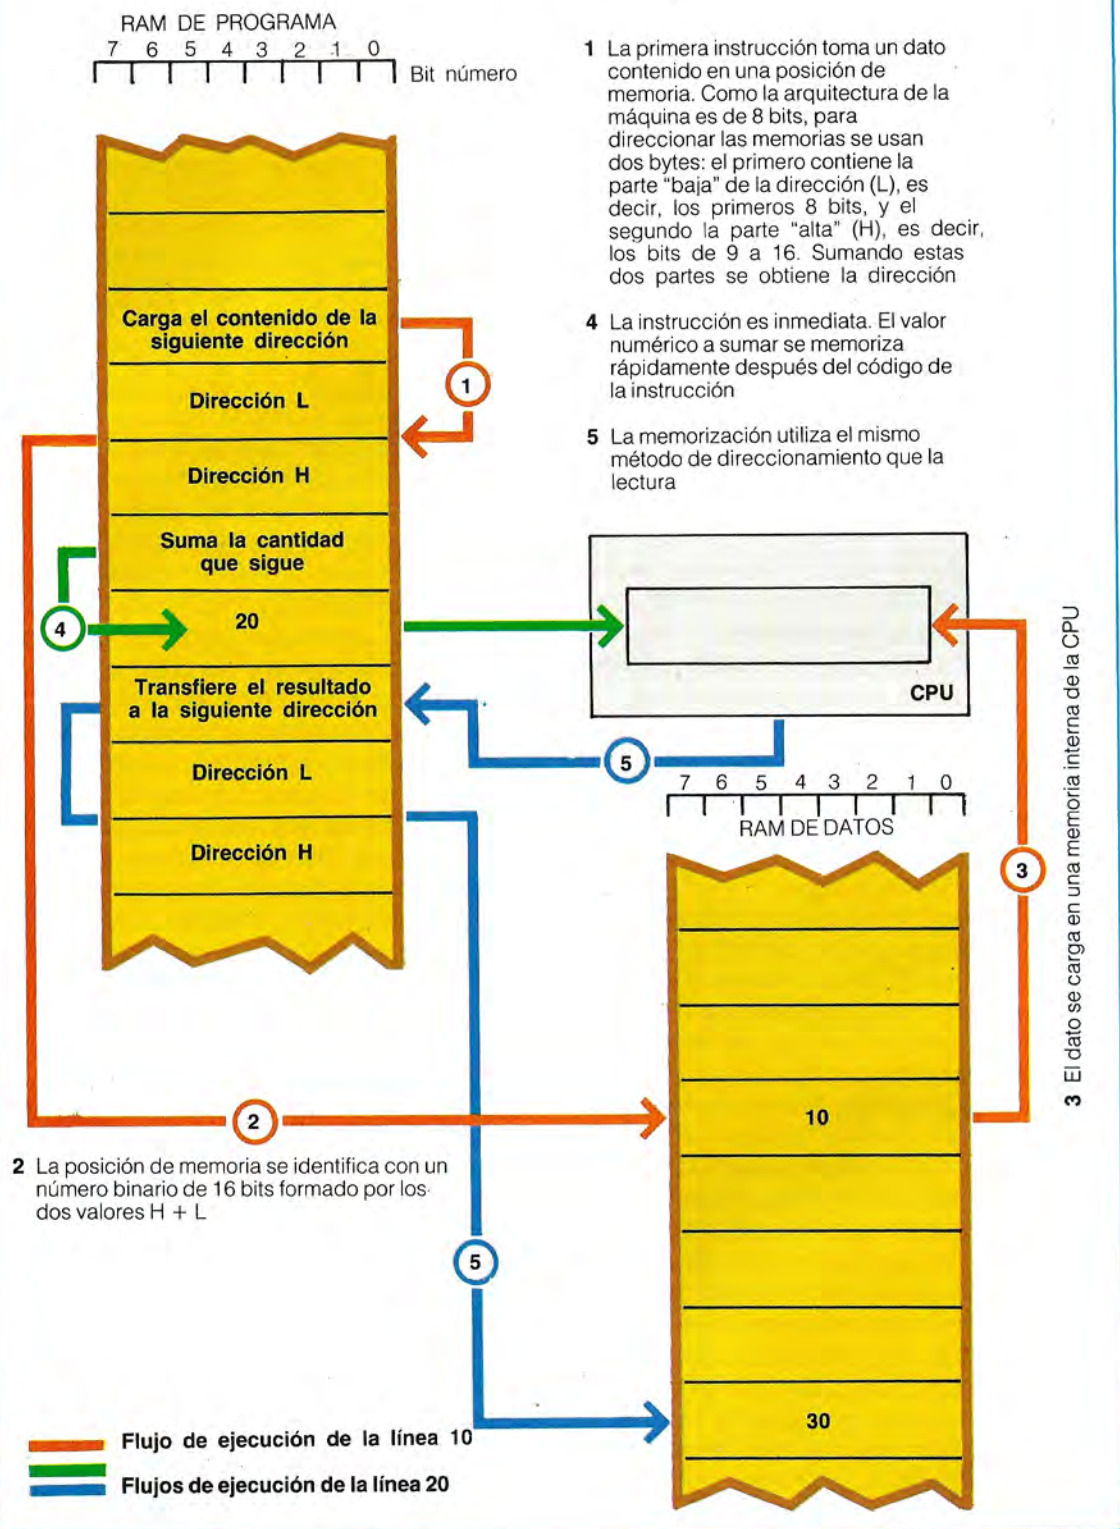 RAM DE PROGRAMA
7 6 5 4 3 2 1 0
Bit número
1 La primera instrucción toma un dato
contenido en una posición de
memoria. Como la arquitectura de la
máquina es de 8 bits, para
direccionar las memorias se usan
dos bytes: el primero contiene la
parte "baja" de la dirección (L), es
decir, los primeros 8 bits, y el
segundo la parte "alta" (H), es decir,
los bits de 9 a 16. Sumando estas
dos partes se obtiene la dirección
4 La instrucción es inmediata. El valor
numérico a sumar se memoriza
rápidamente después del código de
la instrucción
5 La memorización utiliza el mismo
método de direccionamiento que la
lectura
Carga el contenido de la
siguiente dirección
1
Dirección L
Dirección H
Suma la cantidad
que sigue
4
20
Transfiere el resultado
a la siguiente dirección
CPU
5
Dirección L
Dirección H
7 6 5 4 3 2 1 0
RAM DE DATOS
3
3 El dato se carga en una memoria interna de la CPU
10
2
2 La posición de memoria se identifica con un
número binario de 16 bits formado por los
dos valores H + L
5
30
Flujo de ejecución de la línea 10
Flujos de ejecución de la línea 20